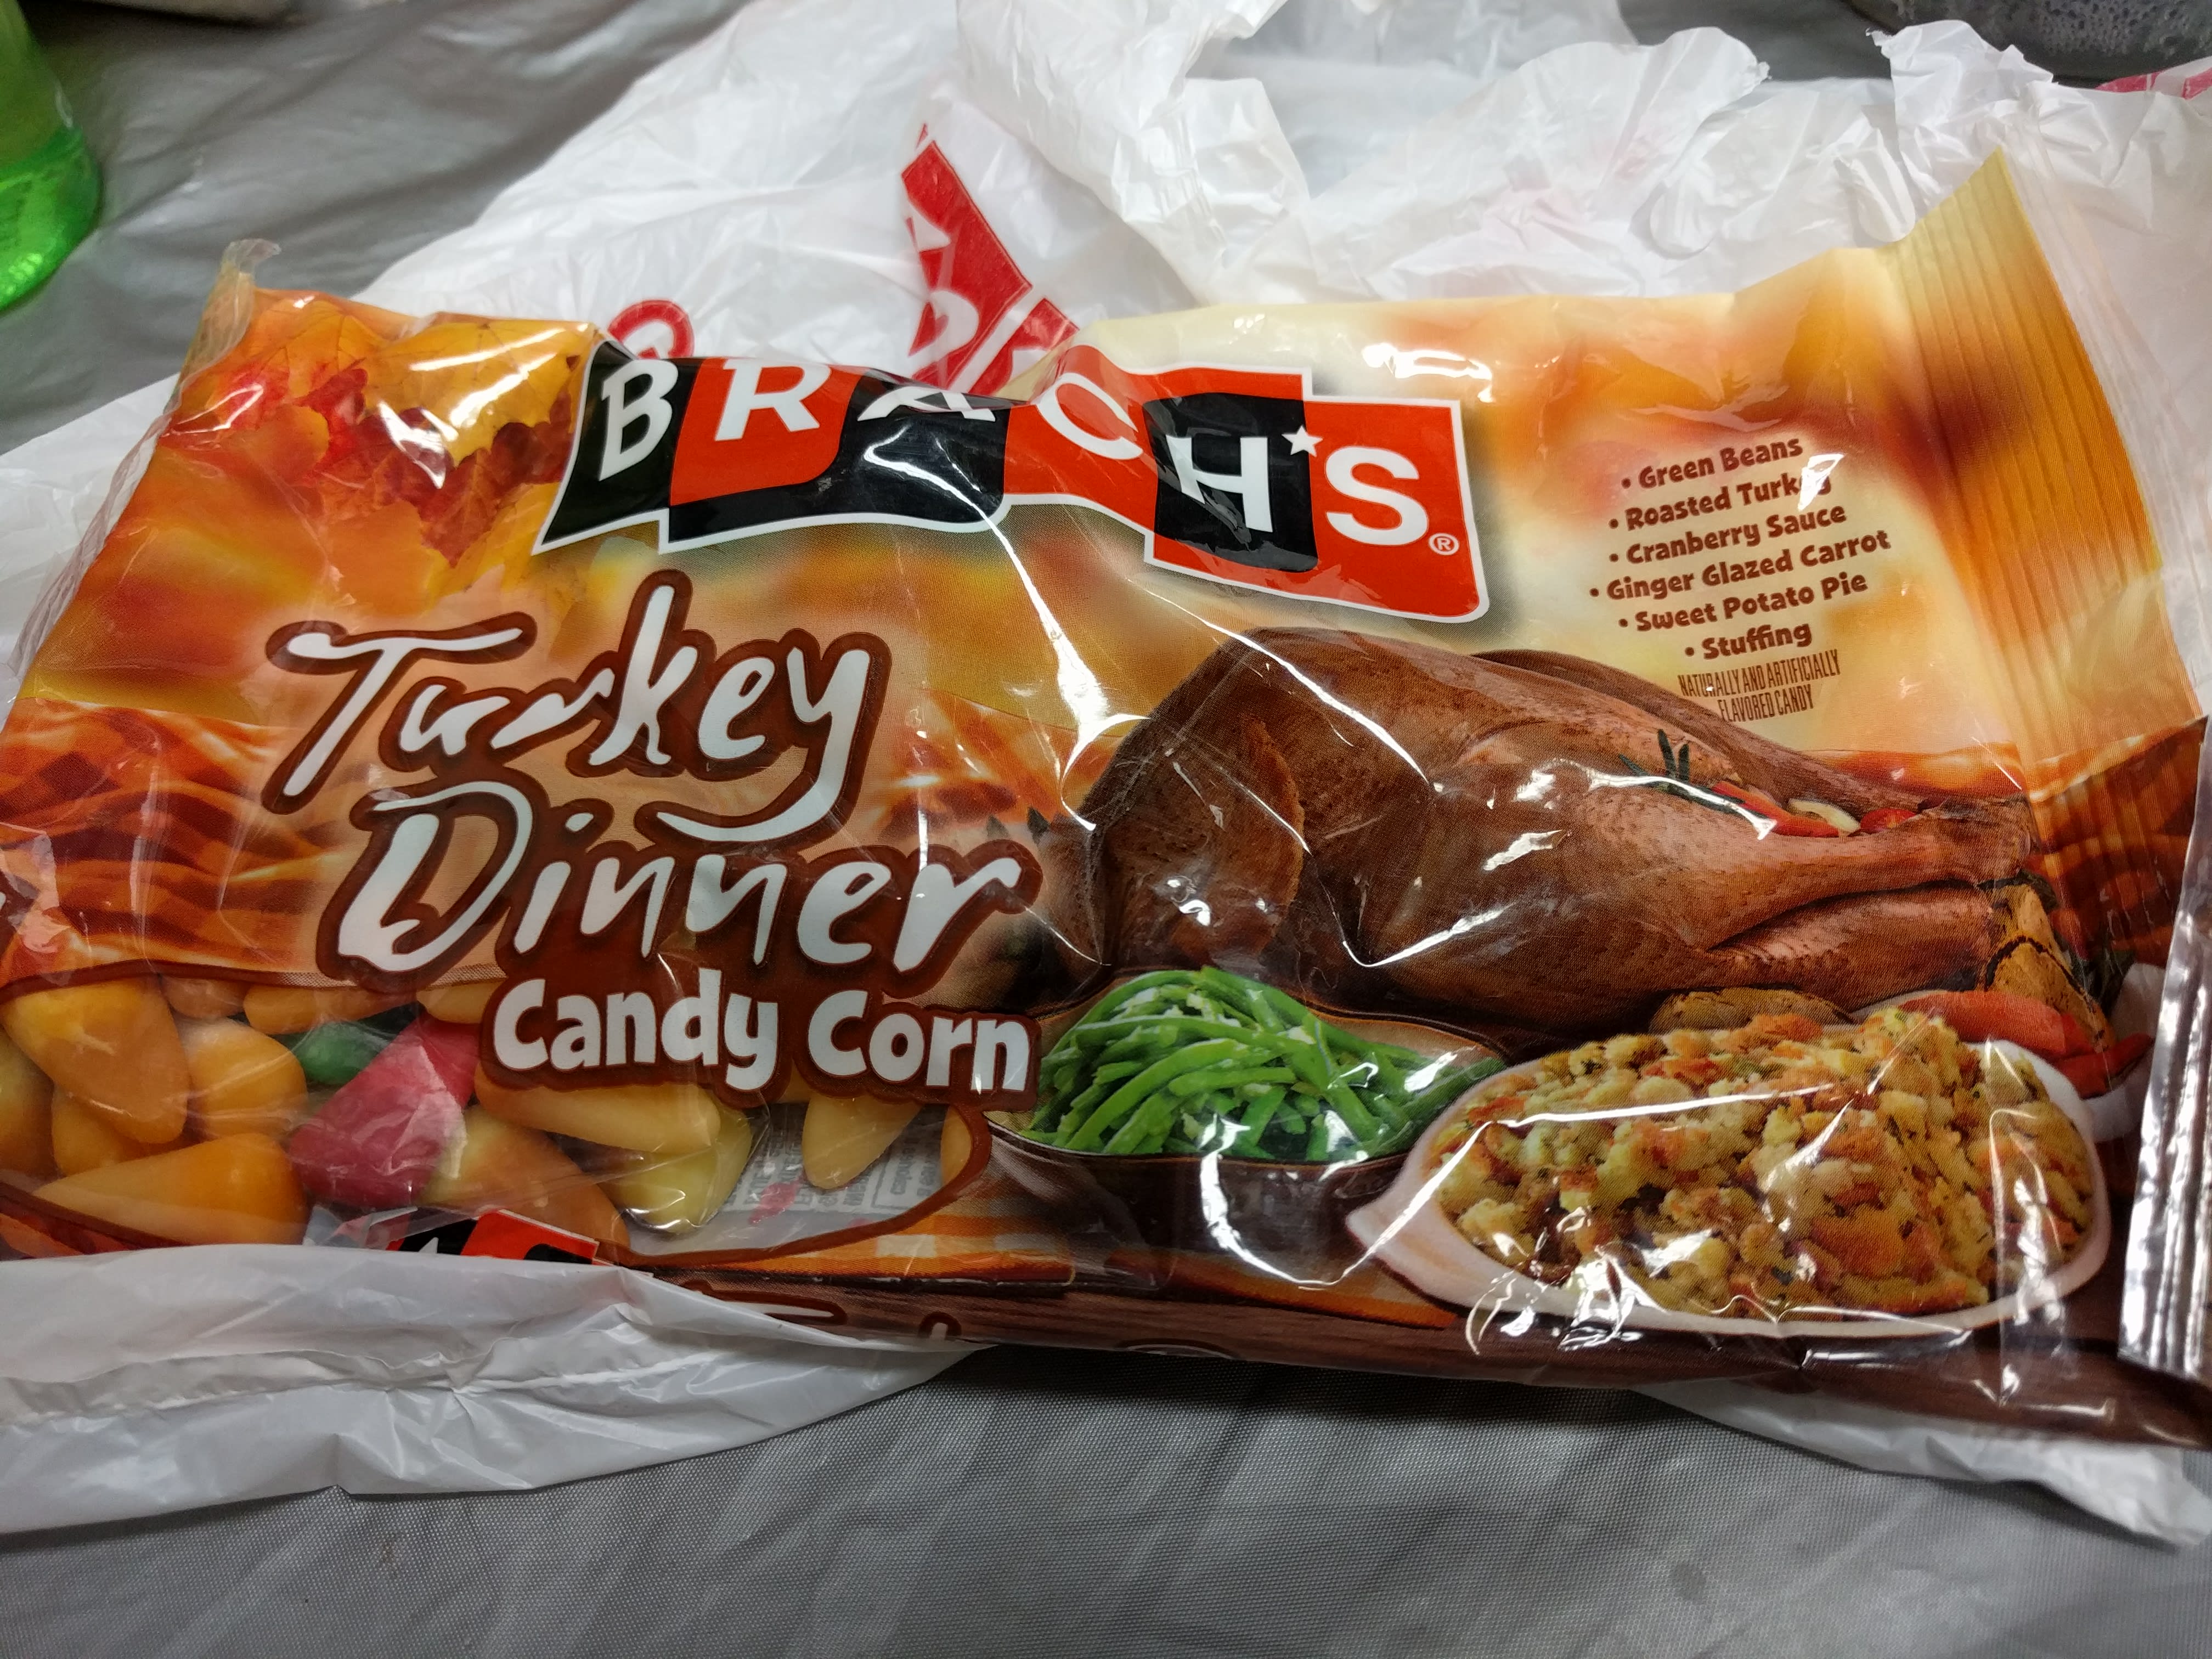 BRACH'S®
Turkey
Dinner
Candy Corn
• Green Beans
• Roasted Turkey
• Cranberry Sauce
• Ginger Glazed Carrot
• Sweet Potato Pie
• Stuffing
NATURALLY AND ARTIFICIALLY
FLAVORED CANDY